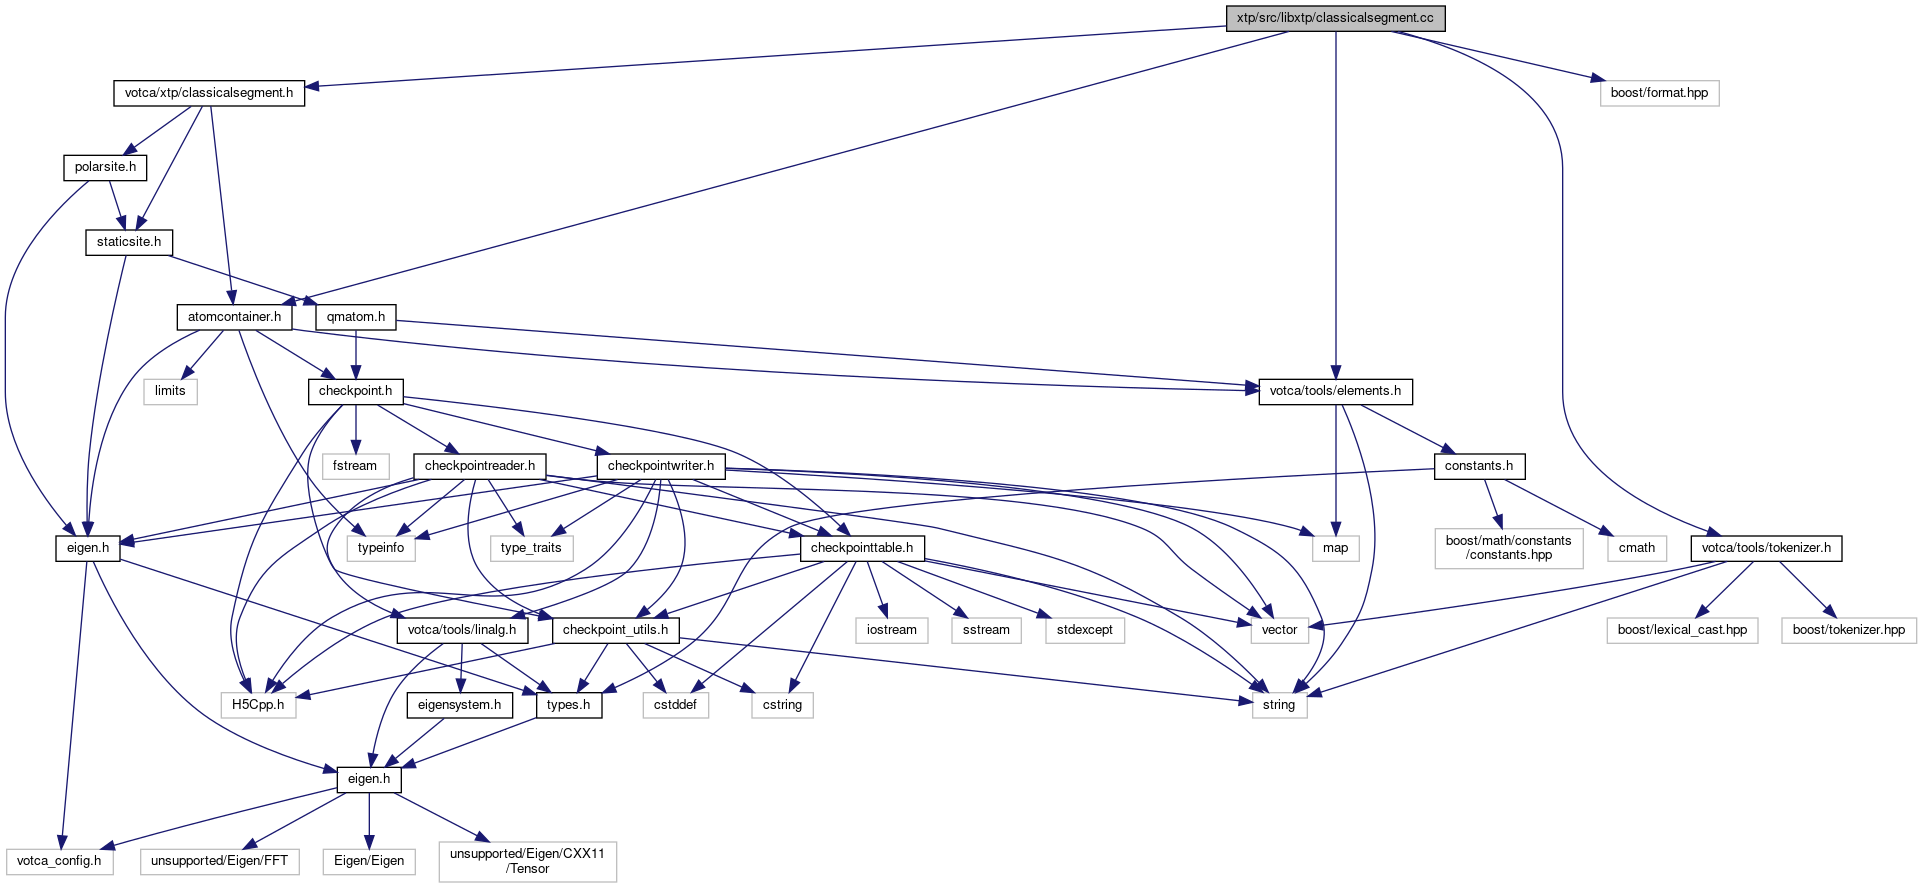 xtp/src/libxtp/classicalsegment.cc
votca/xtp/classicalsegment.h
boost/format.hpp
polarsite.h
staticsite.h
atomcontainer.h
qmatom.h
limits
checkpoint.h
votca/tools/elements.h
fstream
checkpointreader.h
checkpointwriter.h
constants.h
eigen.h
typeinfo
type_traits
checkpointtable.h
map
boost/math/constants
/constants.hpp
cmath
votca/tools/tokenizer.h
votca/tools/linalg.h
checkpoint_utils.h
iostream
sstream
stdexcept
vector
boost/lexical_cast.hpp
boost/tokenizer.hpp
H5Cpp.h
eigensystem.h
types.h
cstddef
cstring
string
eigen.h
votca_config.h
unsupported/Eigen/FFT
Eigen/Eigen
unsupported/Eigen/CXX11
/Tensor